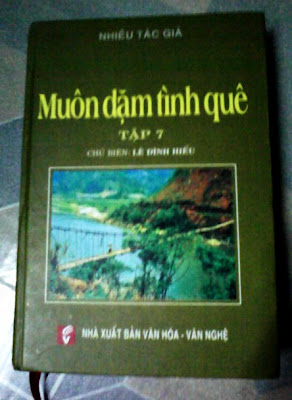 NHIỀU TÁC GIẢ
Muôn dặm tình quê
TẬP 7
CHỦ BIÊN: LÊ ĐÌNH HIẾU
NHÀ XUẤT BẢN VĂN HÓA - VĂN NGHỆ